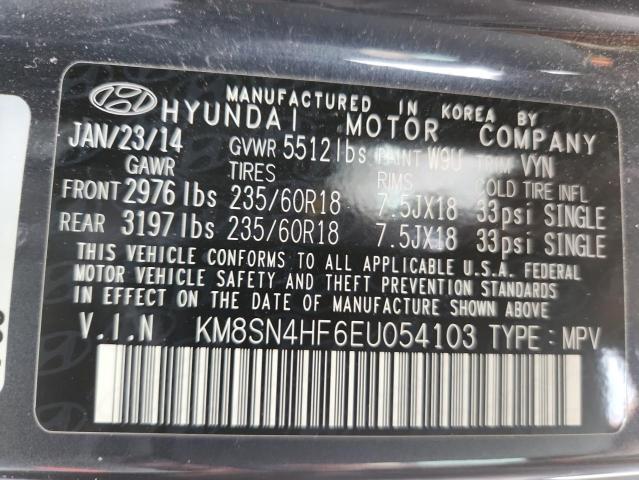 MANUFACTURED IN KOREA BY
HYUNDAI MOTOR COMPANY
JAN/23/14 GVWR 5512lbs PAINT W9U TRIM VYN
GAWR TIRES RIMS COLD TIRE INFL
FRONT 2976 lbs 235/60R18 7.5JX18 33psi SINGLE
REAR 3197 lbs 235/60R18 7.5JX18 33psi SINGLE
THIS VEHICLE CONFORMS TO ALL APPLICABLE U.S.A. FEDERAL
MOTOR VEHICLE SAFETY AND THEFT PREVENTION STANDARDS
IN EFFECT ON THE DATE OF MANUFACTURE SHOWN ABOVE.
V.I.N KM8SN4HF6EU054103 TYPE : MPV